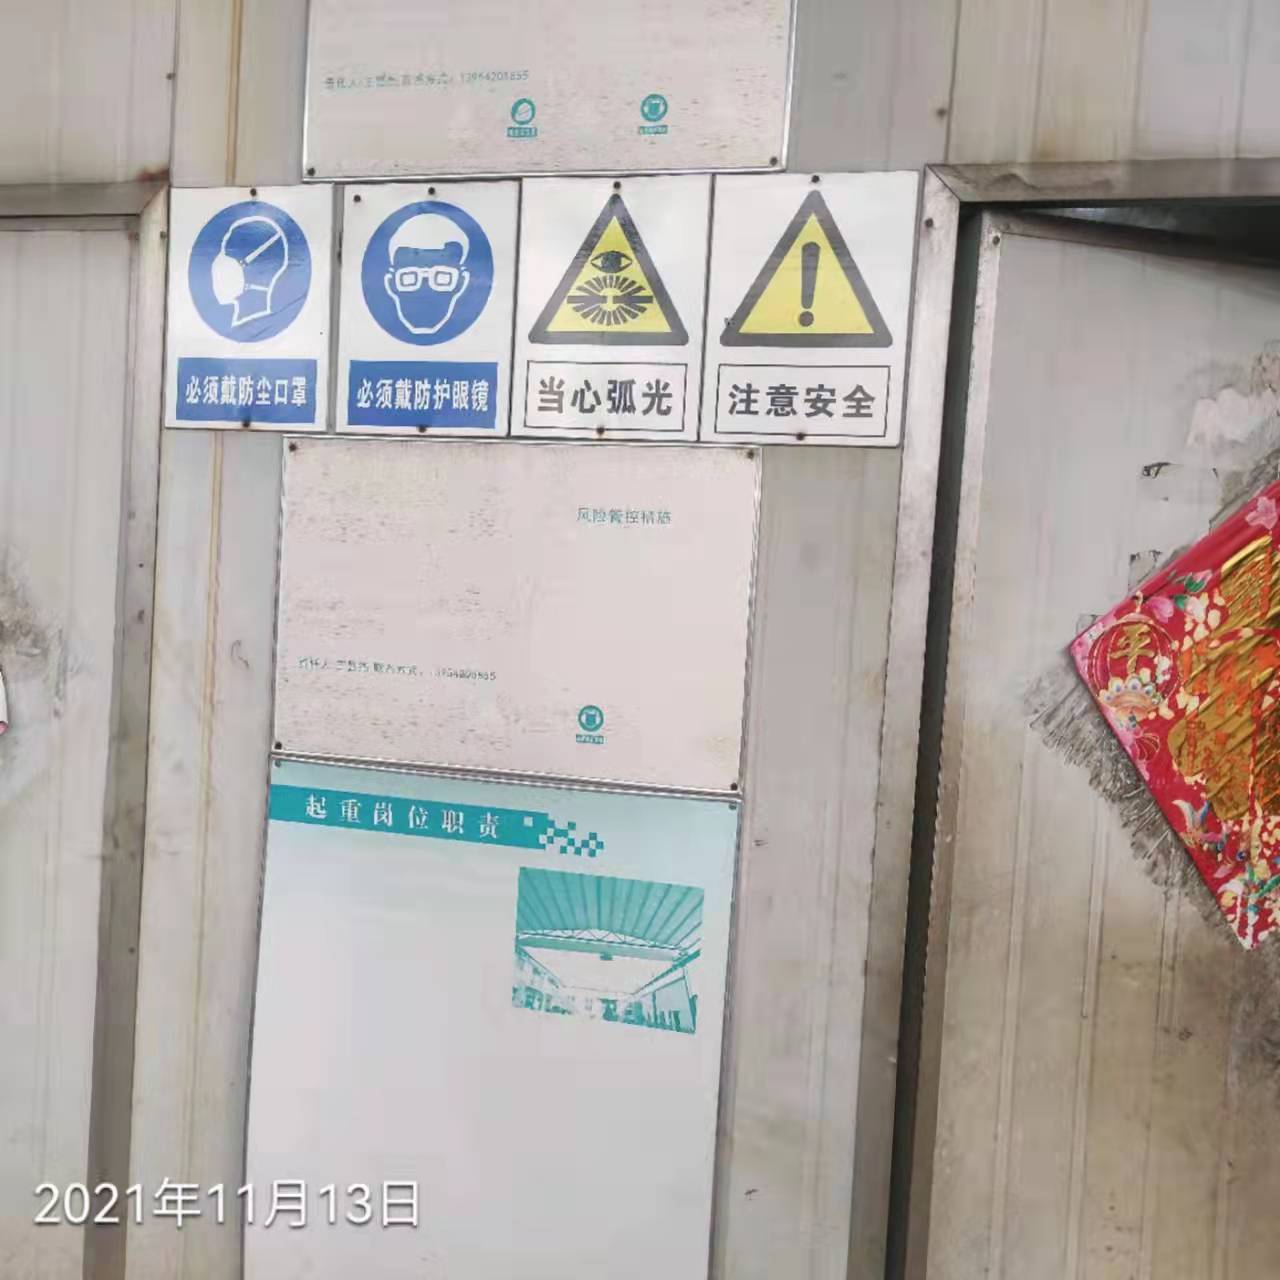 必须戴防尘口罩
必须戴防护眼镜
当心弧光
注意安全
风险管控措施
起重岗位职责
平
2021年11月13日